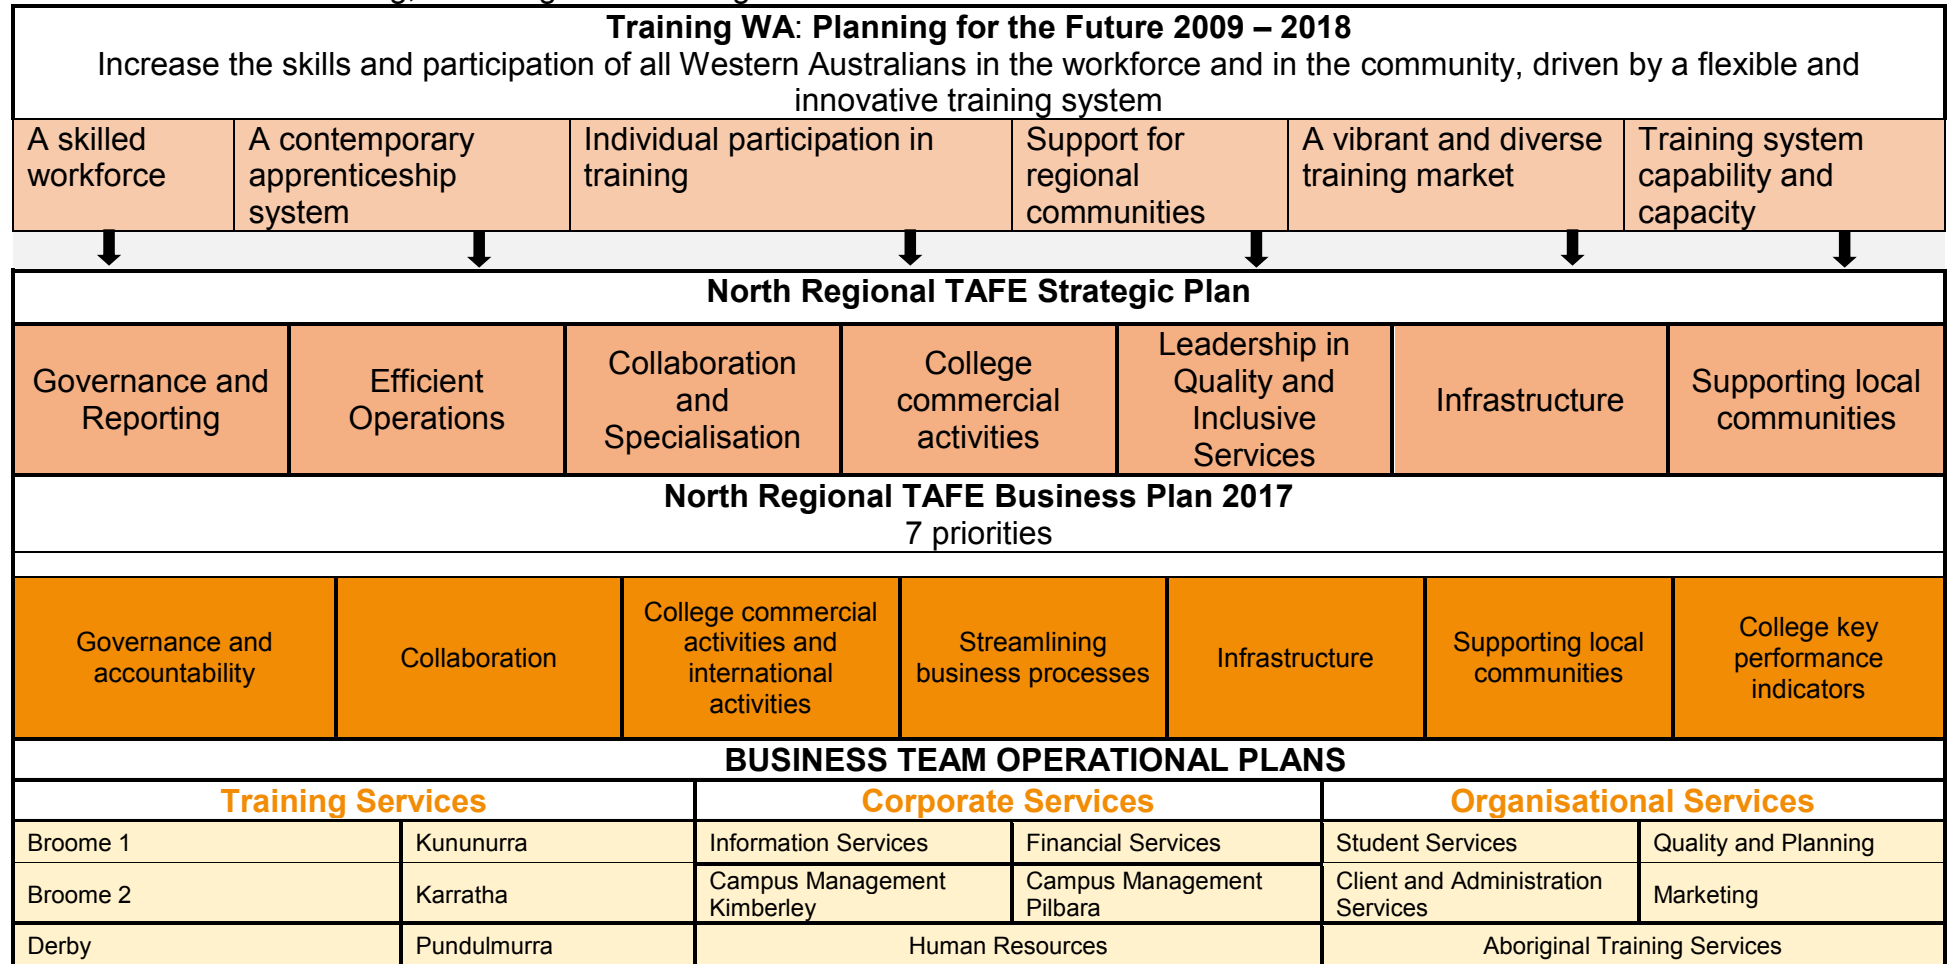 Training WA: Planning for the Future 2009 – 2018
Increase the skills and participation of all Western Australians in the workforce and in the community, driven by a flexible and
innovative training system
A skilled
workforce
A contemporary
apprenticeship
system
Individual participation in
training
Support for
regional
communities
A vibrant and diverse
training market
Training system
capability and
capacity
North Regional TAFE Strategic Plan
Governance and
Reporting
Efficient
Operations
Collaboration
and
Specialisation
College
commercial
activities
Leadership in
Quality and
Inclusive
Services
Infrastructure
Supporting local
communities
North Regional TAFE Business Plan 2017
7 priorities
Governance and
accountability
Collaboration
College commercial
activities and
international
activities
Streamlining
business processes
Infrastructure
Supporting local
communities
College key
performance
indicators
BUSINESS TEAM OPERATIONAL PLANS
Training Services
Corporate Services
Organisational Services
Broome 1
Kununurra
Information Services
Financial Services
Student Services
Quality and Planning
Broome 2
Karratha
Campus Management
Kimberley
Campus Management
Pilbara
Client and Administration
Services
Marketing
Derby
Pundulmurra
Human Resources
Aboriginal Training Services